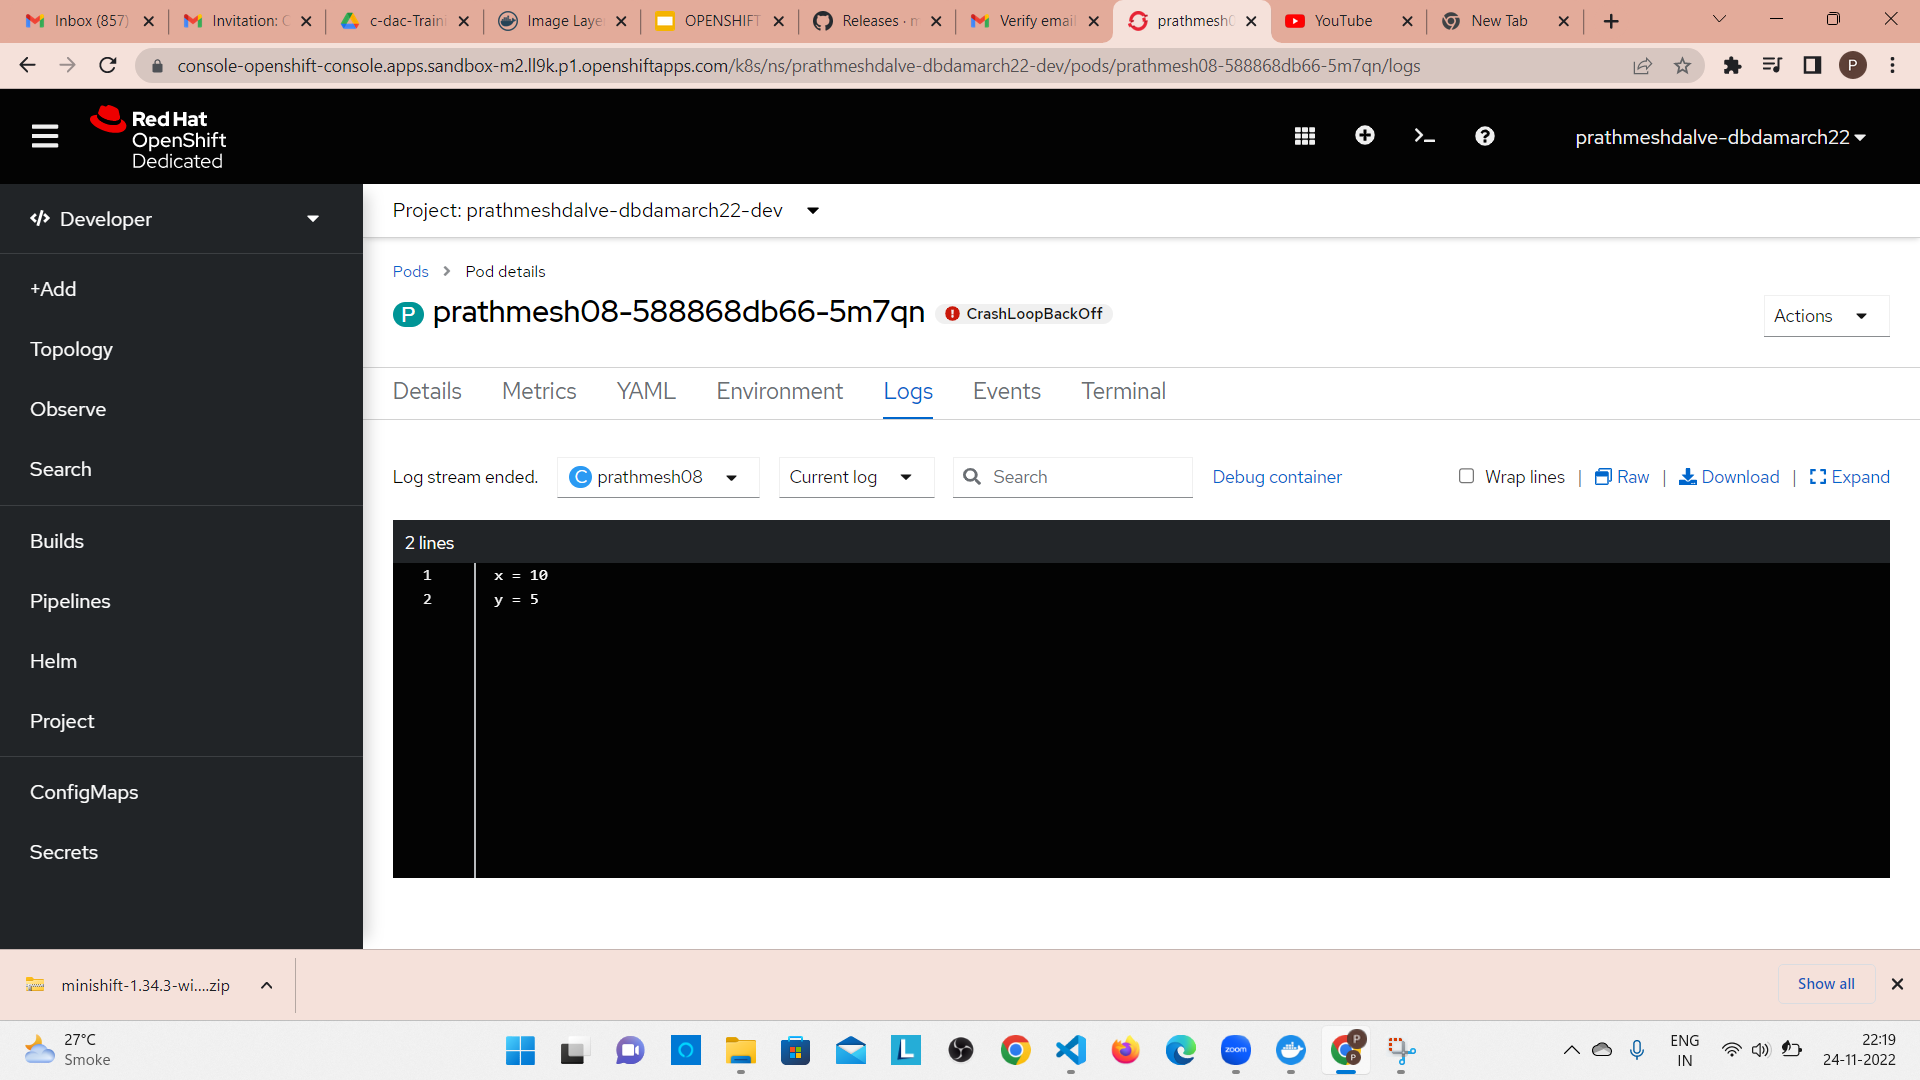 Inbox (857)
Invitation: C
c-dac-Traini
Image Laye
OPENSHIFT
Releases · m
Verify email
prathmesh0
YouTube
New Tab
console-openshift-console.apps.sandbox-m2.ll9k.p1.openshiftapps.com/k8s/ns/prathmeshdalve-dbdamarch22-dev/pods/prathmesh08-588868db66-5m7qn/logs
P
Red Hat
OpenShift
Dedicated
prathmeshdalve-dbdamarch22
Developer
+Add
Topology
Observe
Search
Builds
Pipelines
Helm
Project
ConfigMaps
Secrets
Project: prathmeshdalve-dbdamarch22-dev
Pods > Pod details
P prathmesh08-588868db66-5m7qn CrashLoopBackOff
Actions
Details Metrics YAML Environment Logs Events Terminal
Log stream ended. C prathmesh08 Current log Search Debug container Wrap lines | Raw | Download | Expand
2 lines
1 x = 10
2 y = 5
minishift-1.34.3-wi....zip
Show all
27°C
Smoke
L
zoom
P
P
ENG
IN
22:19
24-11-2022